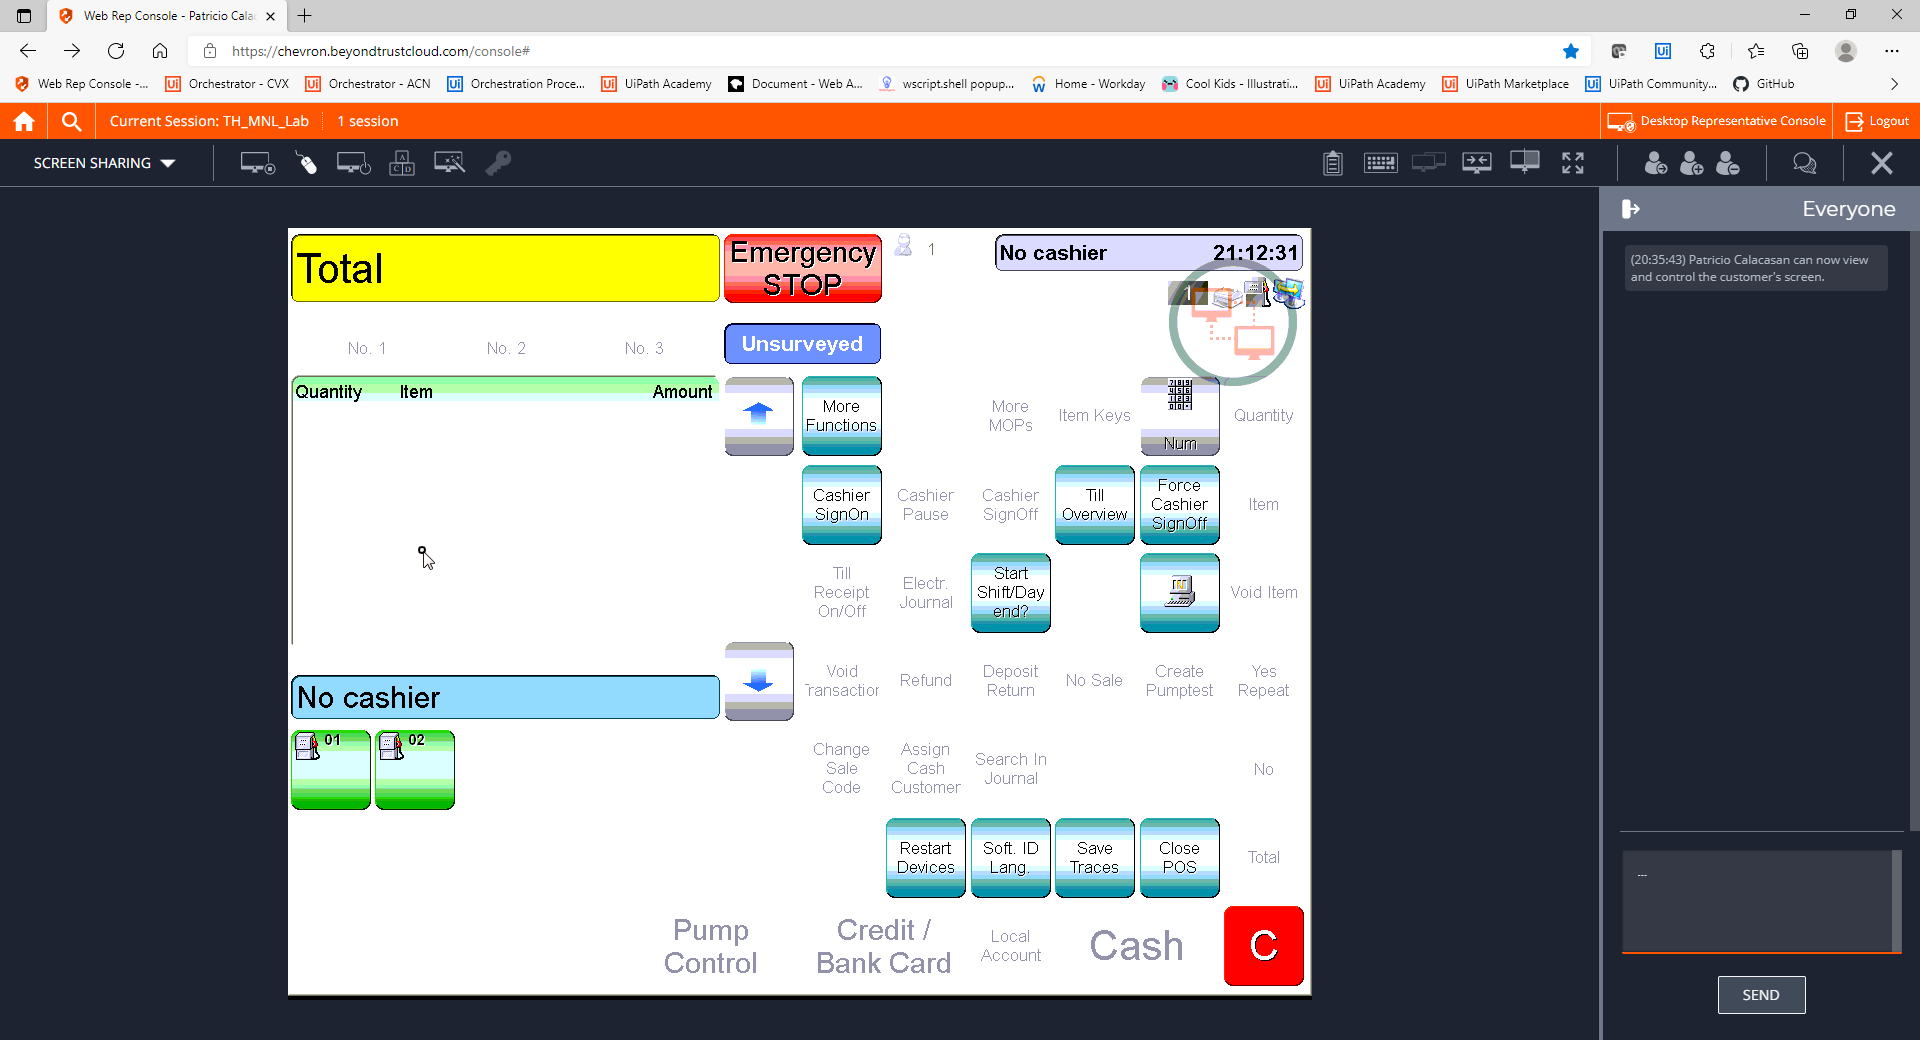 Web Rep Console - Patricio Cala
https://chevron.beyondtrustcloud.com/console#
Web Rep Console -...
Orchestrator - CVX
Orchestrator - ACN
Orchestration Proce...
UiPath Academy
Document - Web A...
wscript.shell popup...
Home - Workday
Cool Kids - Illustrati...
UiPath Academy
UiPath Marketplace
UiPath Community...
GitHub
Current Session: TH_MNL_Lab
1 session
Desktop Representative Console
Logout
SCREEN SHARING
Everyone
(20:35:43) Patricio Calacasan can now view
and control the customer's screen.
Total
Emergency
STOP
1
No cashier 21:12:31
1
No. 1
No. 2
No. 3
Unsurveyed
Quantity Item Amount
More
Functions
More
MOPs
Item Keys
Num
Quantity
Cashier
SignOn
Cashier
Pause
Cashier
SignOff
Till
Overview
Force
Cashier
SignOff
Item
Till
Receipt
On/Off
Electr.
Journal
Start
Shift/Day
end?
Void Item
No cashier
Void
Transaction
Refund
Deposit
Return
No Sale
Create
Pumptest
Yes
Repeat
01
02
Change
Sale
Code
Assign
Cash
Customer
Search In
Journal
No
Restart
Devices
Soft. ID
Lang.
Save
Traces
Close
POS
Total
Pump
Control
Credit /
Bank Card
Local
Account
Cash
C
---
SEND